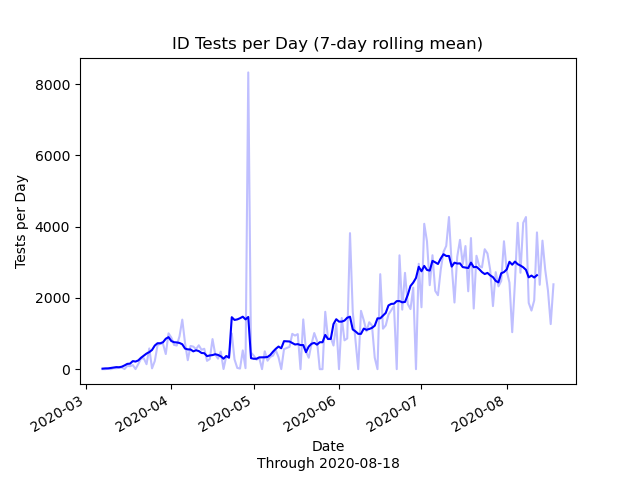 ID Tests per Day (7-day rolling mean)
8000
6000
4000
2000
0
Tests per Day
2020-03
2020-04
2020-05
2020-06
2020-07
2020-08
Date
Through 2020-08-18